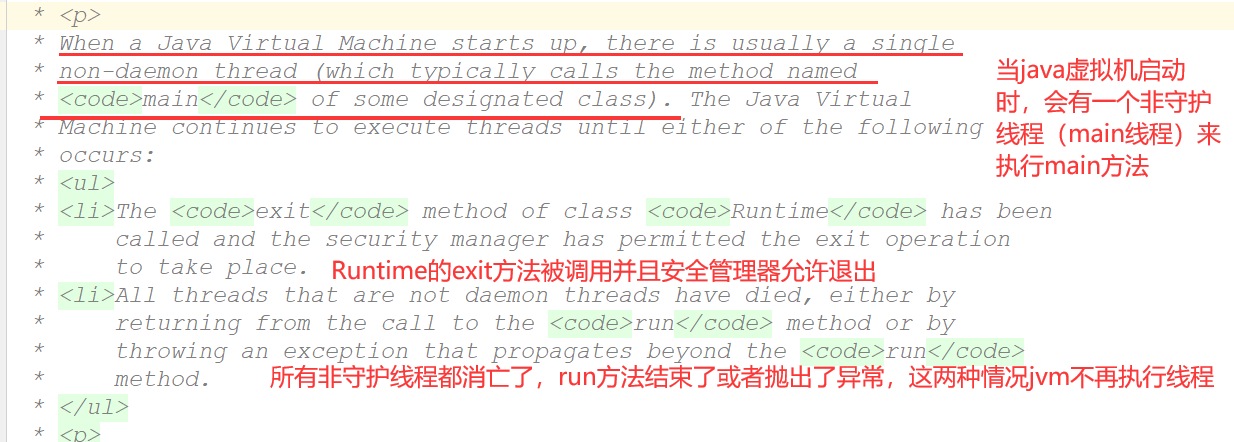 * <p>
* When a Java Virtual Machine starts up, there is usually a single
* non-daemon thread (which typically calls the method named
* <code>main</code> of some designated class). The Java Virtual
* Machine continues to execute threads until either of the following
* occurs:
* <ul>
* <li>The <code>exit</code> method of class <code>Runtime</code> has been
*     called and the security manager has permitted the exit operation
*     to take place.
* <li>All threads that are not daemon threads have died, either by
*     returning from the call to the <code>run</code> method or by
*     throwing an exception that propagates beyond the <code>run</code>
*     method.
* </ul>
* <p>
当java虚拟机启动
时，会有一个非守护
线程（main线程）来
执行main方法
Runtime的exit方法被调用并且安全管理器允许退出
所有非守护线程都消亡了，run方法结束了或者抛出了异常，这两种情况jvm不再执行线程